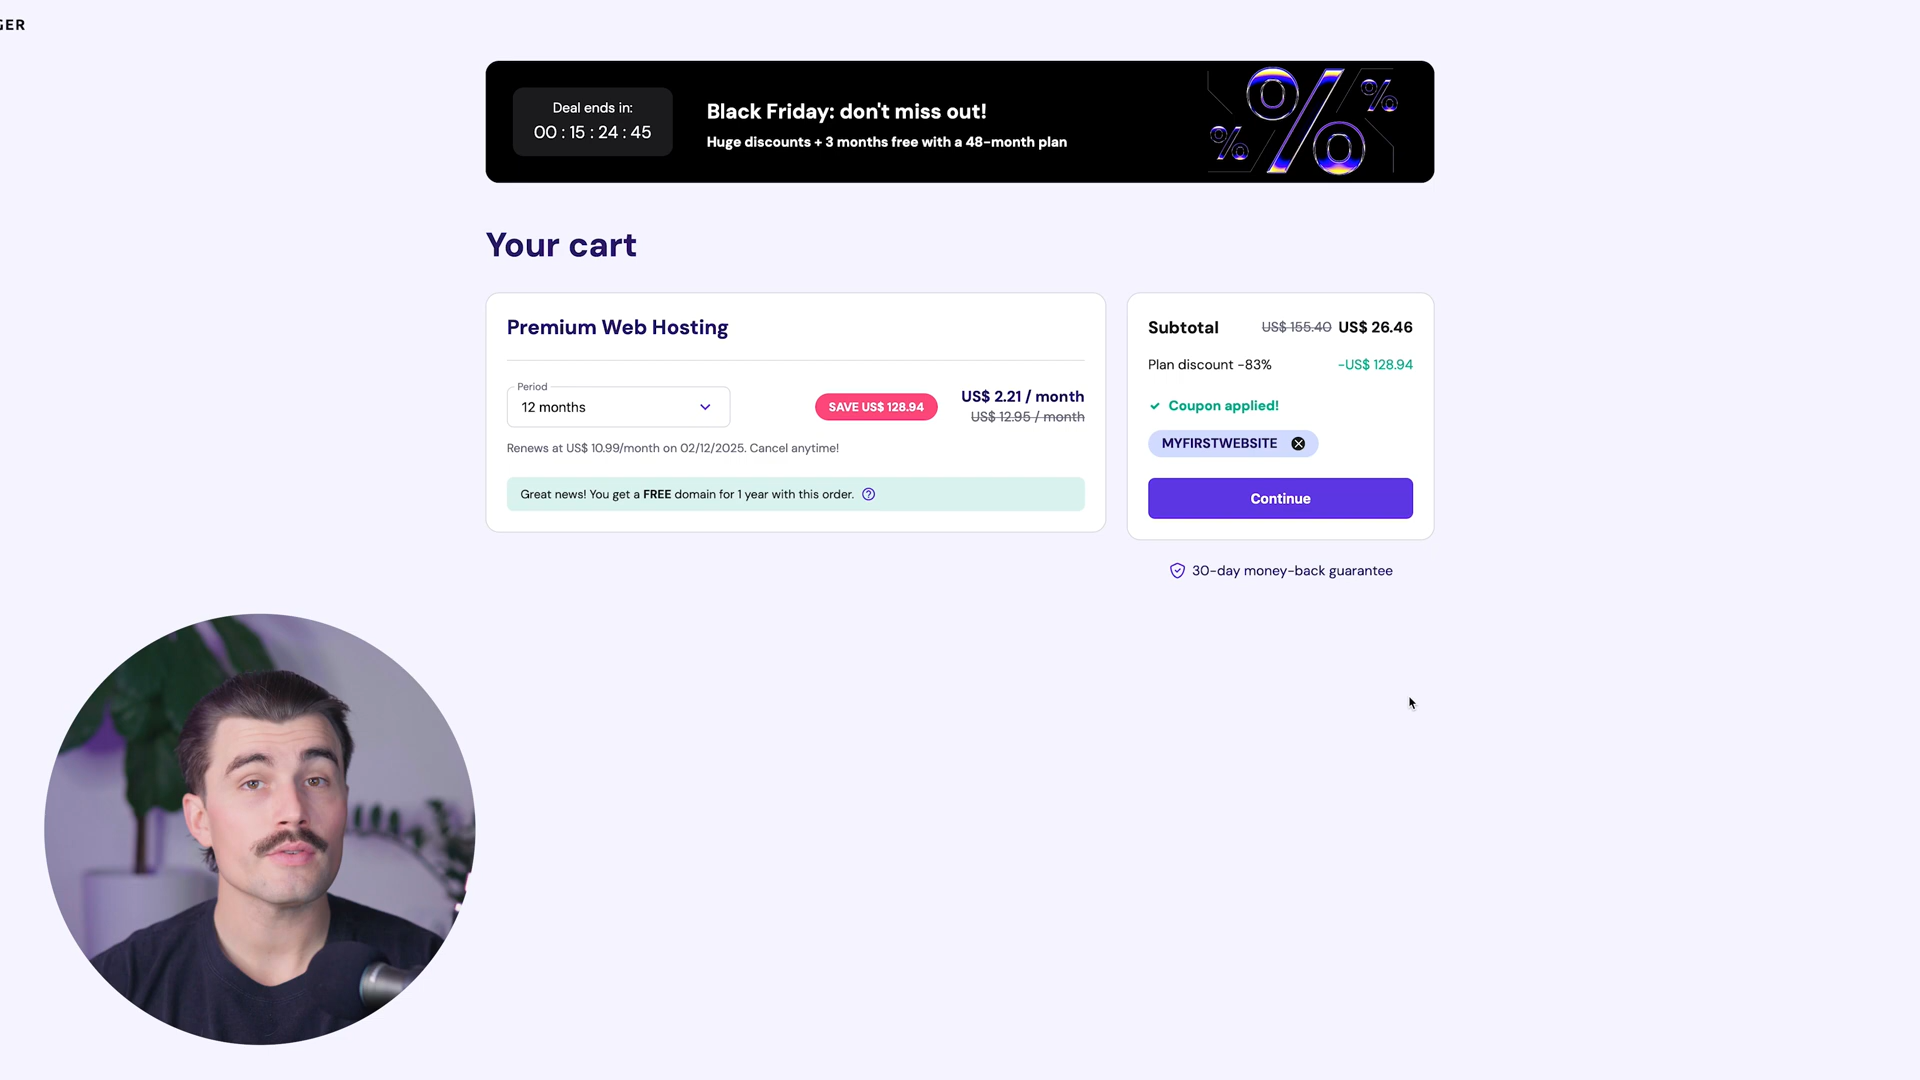 GER
Deal ends in:
00 : 15 : 24 : 45
Black Friday: don't miss out!
Huge discounts + 3 months free with a 48-month plan
Your cart
Premium Web Hosting
Period
12 months
SAVE US$ 128.94
US$ 2.21 / month
US$ 12.95 / month
Renews at US$ 10.99/month on 02/12/2025. Cancel anytime!
Great news! You get a FREE domain for 1 year with this order.
Subtotal US$ 155.40 US$ 26.46
Plan discount -83% -US$ 128.94
Coupon applied!
MYFIRSTWEBSITE
Continue
30-day money-back guarantee